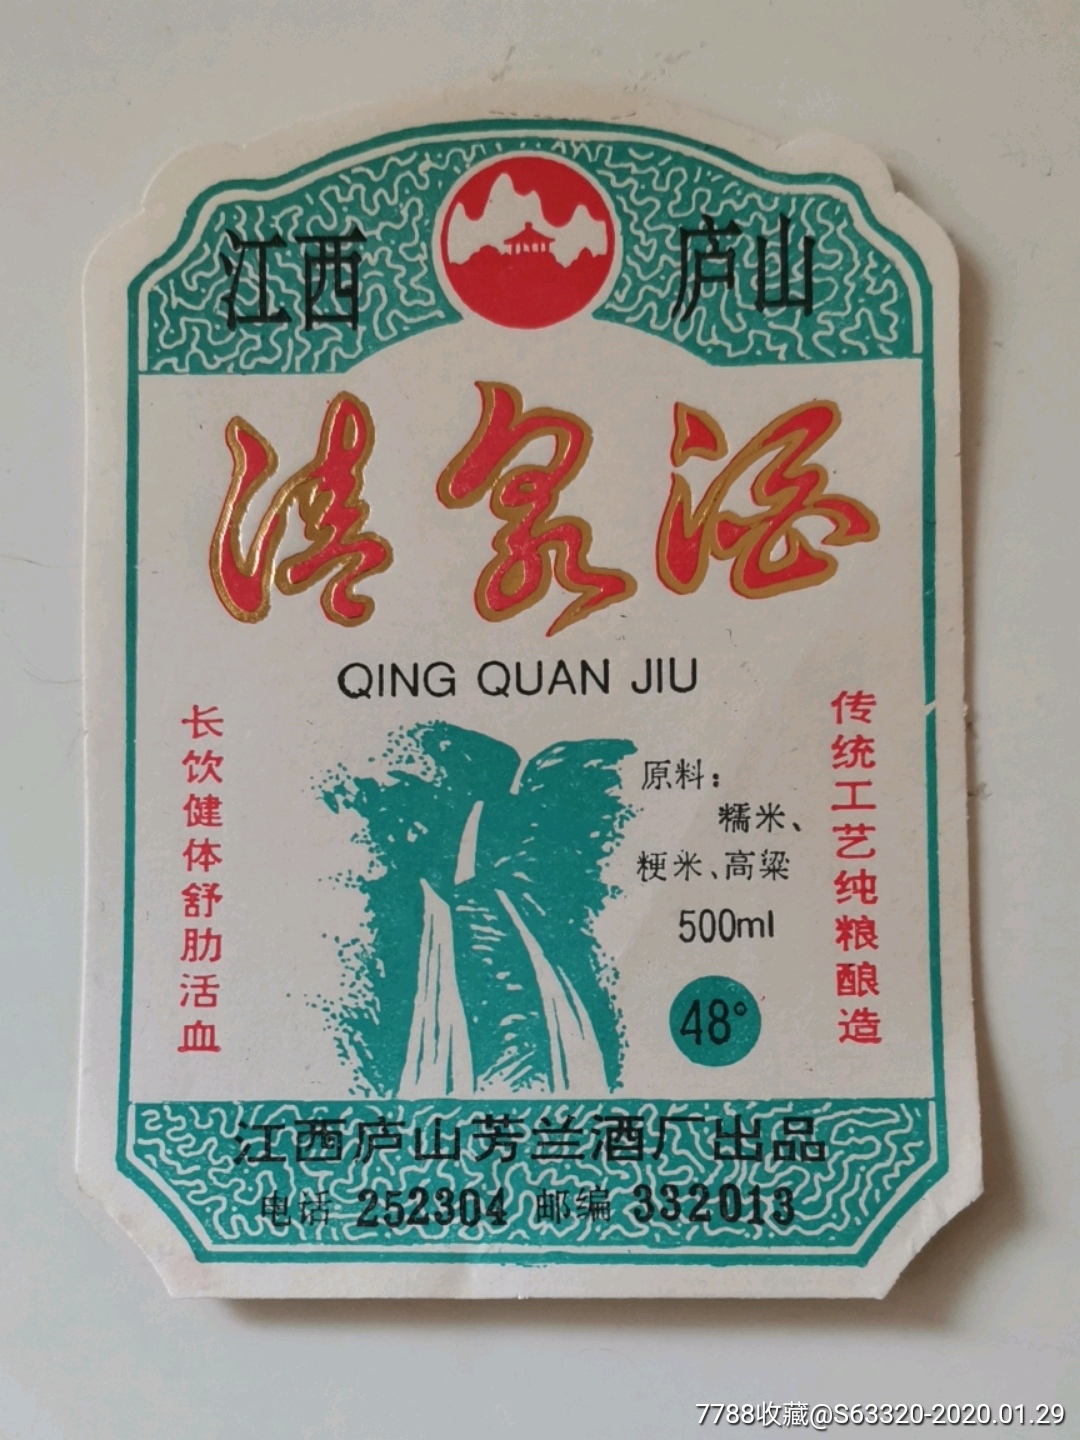 江西 庐山
清泉酒
QING QUAN JIU
长饮健体舒肋活血
传统工艺纯粮酿造
原料：
糯米、
粳米、高粱
500ml
48°
江西庐山芳兰酒厂出品
电话 252304 邮编 332013
7788收藏@S63320-2020.01.29